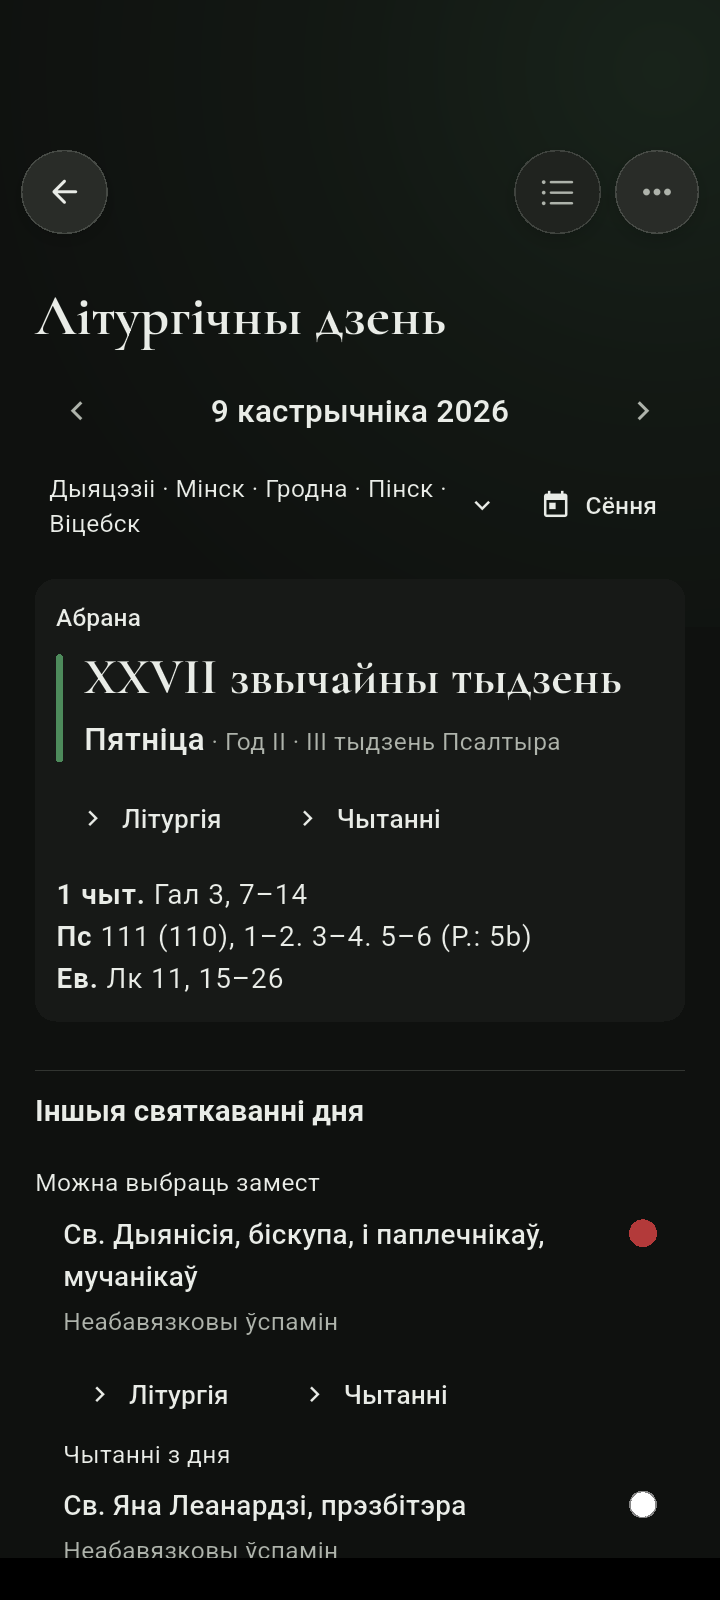 Літургічны дзень
9 кастрычніка 2026
Дыяцэзіі · Мінск · Гродна · Пінск ·
Віцебск
Сёння
Абрана
XXVII звычайны тыдзень
Пятніца · Год II · III тыдзень Псалтыра
Літургія
Чытанні
1 чыт. Гал 3, 7–14
Пс 111 (110), 1–2. 3–4. 5–6 (Р.: 5b)
Ев. Лк 11, 15–26
Іншыя святкаванні дня
Можна выбраць замест
Св. Дыянісія, біскупа, і паплечнікаў,
мучанікаў
Неабавязковы ўспамін
Літургія
Чытанні
Чытанні з дня
Св. Яна Леанардзі, прэзбітэра
Неабавязковы ўспамін